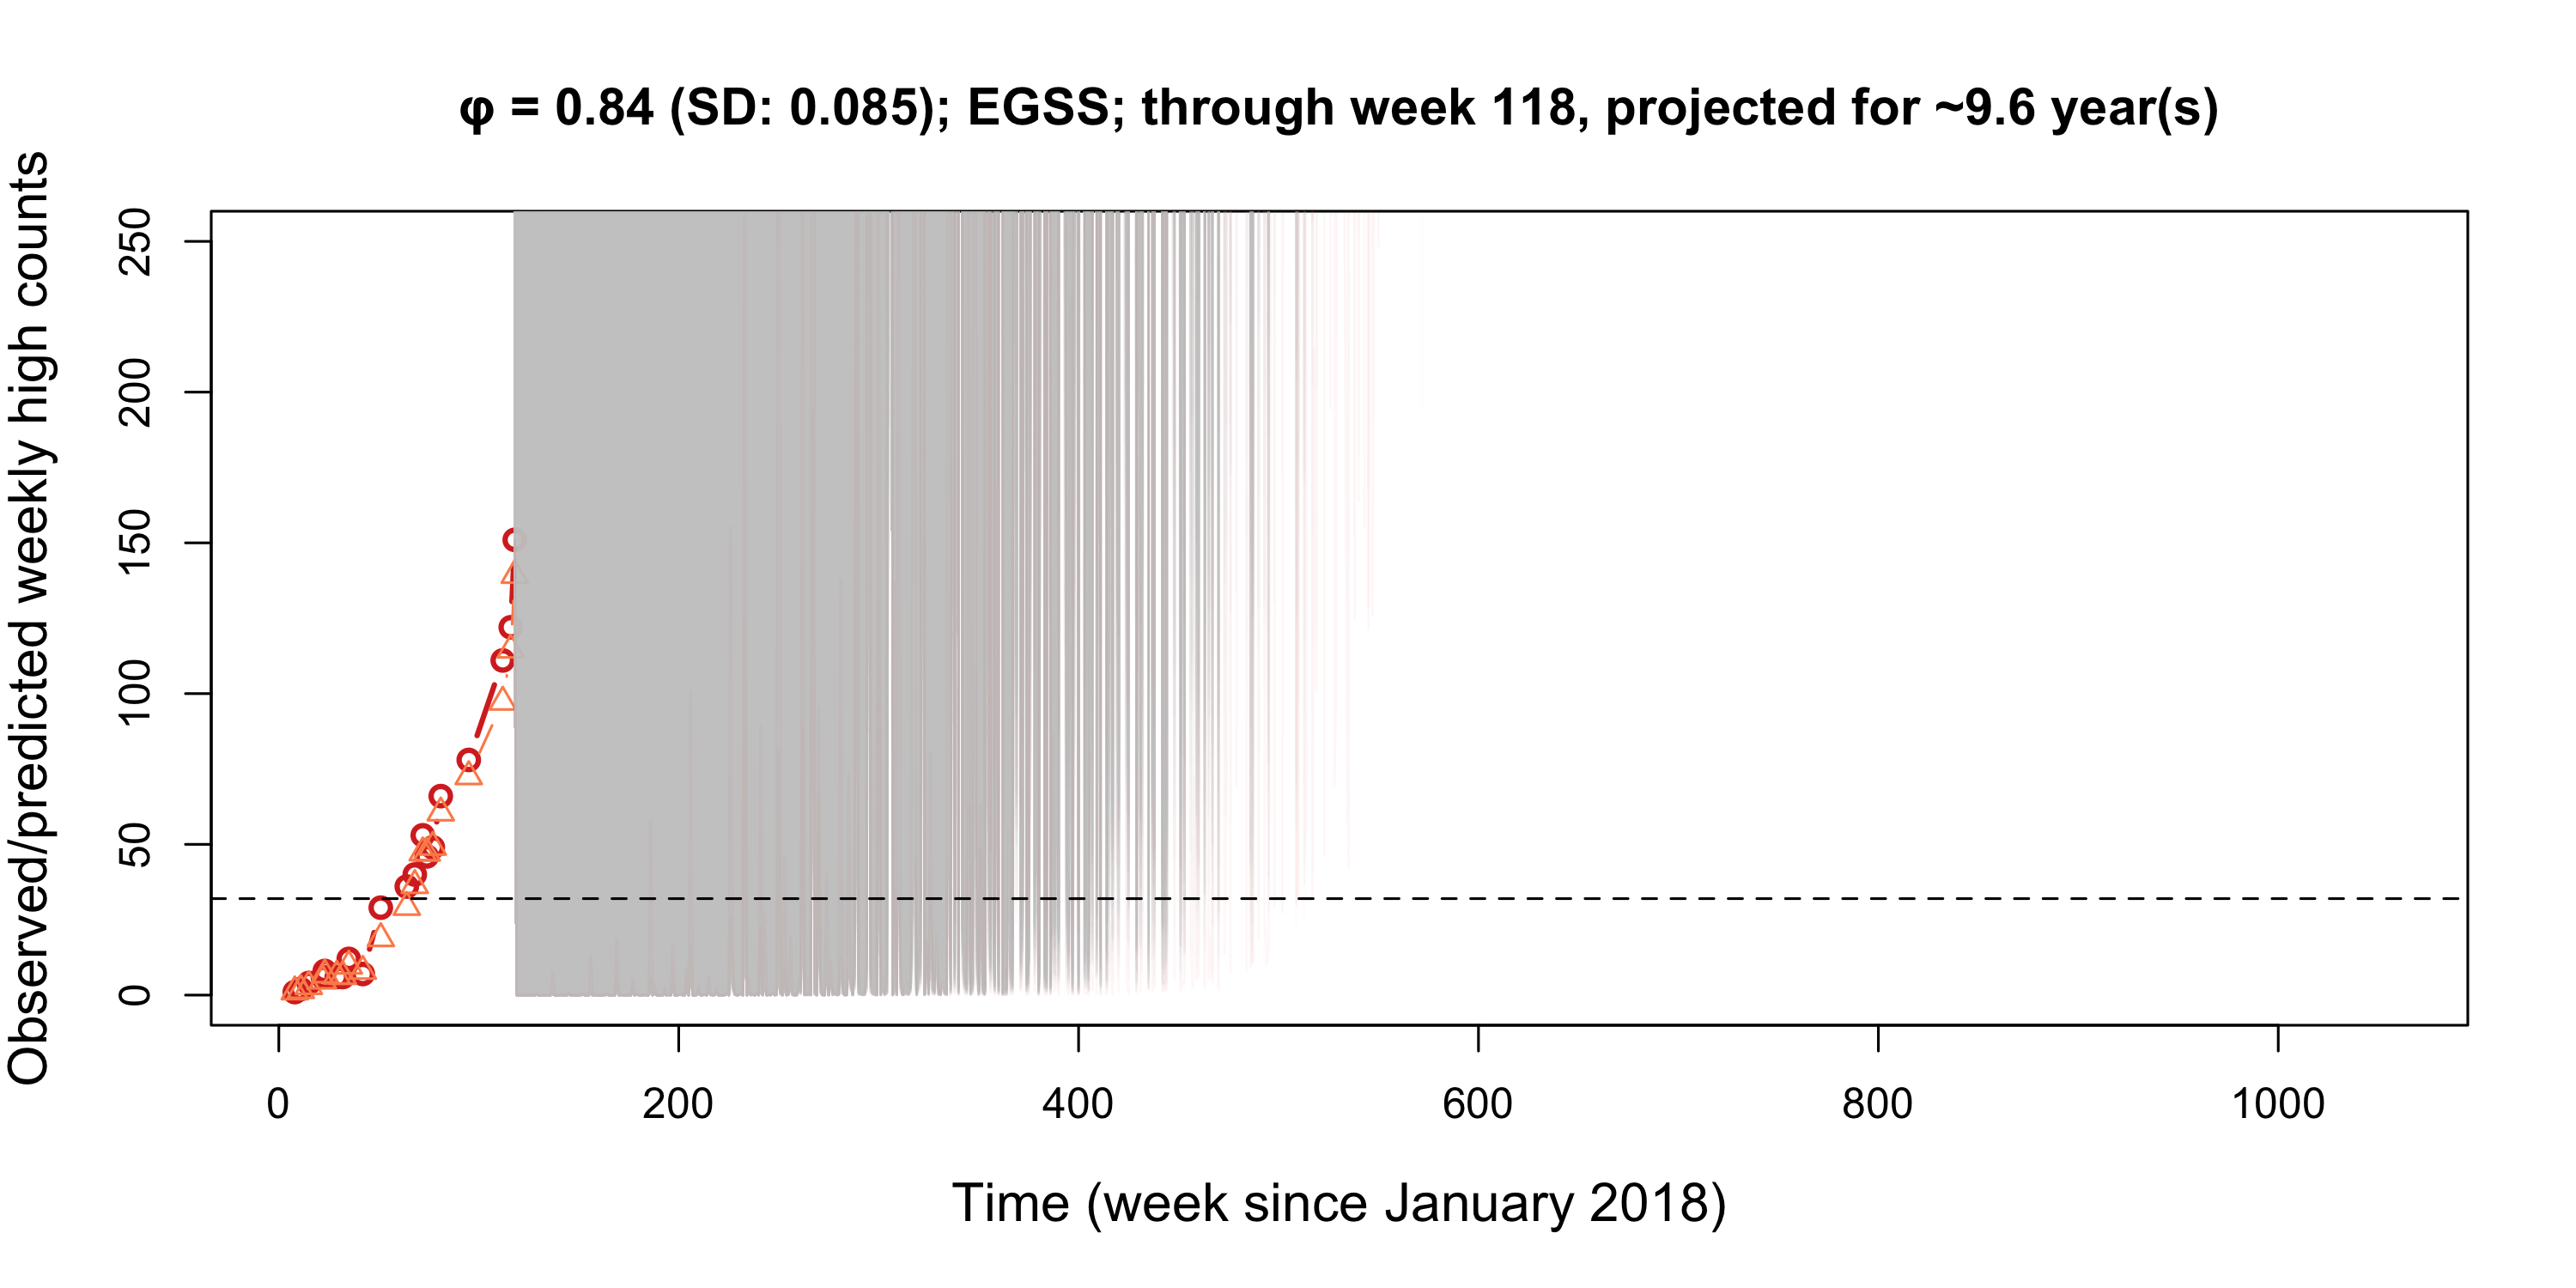 φ = 0.84 (SD: 0.085); EGSS; through week 118, projected for ~9.6 year(s)
Observed/predicted weekly high counts
250
200
150
100
50
0
0 200 400 600 800 1000
Time (week since January 2018)